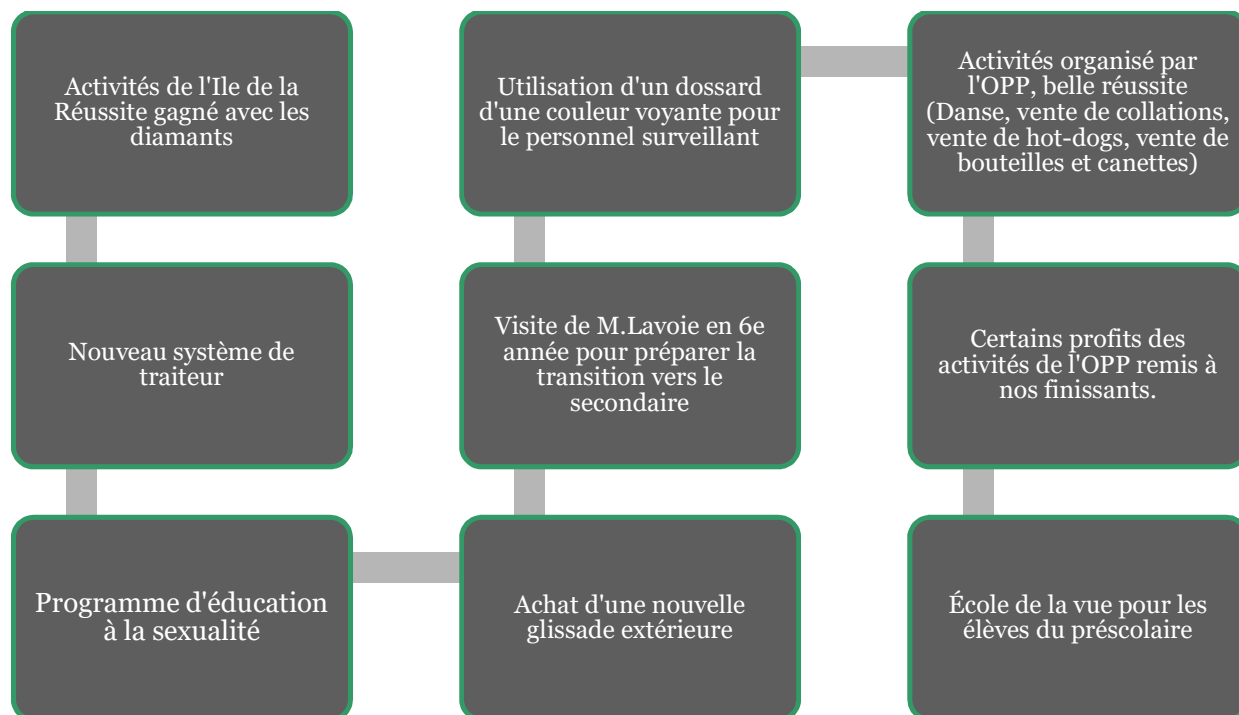 Activités de l'Ile de la
Réussite gagné avec les
diamants
Nouveau système de
traiteur
Programme d'éducation
à la sexualité
Achat d'une nouvelle
glissade extérieure
Visite de M.Lavoie en 6e
année pour préparer la
transition vers le
secondaire
Utilisation d'un dossard
d'une couleur voyante pour
le personnel surveillant
Activités organisé par
l'OPP, belle réussite
(Danse, vente de collations,
vente de hot-dogs, vente de
bouteilles et canettes)
Certains profits des
activités de l'OPP remis à
nos finissants.
École de la vue pour les
élèves du préscolaire